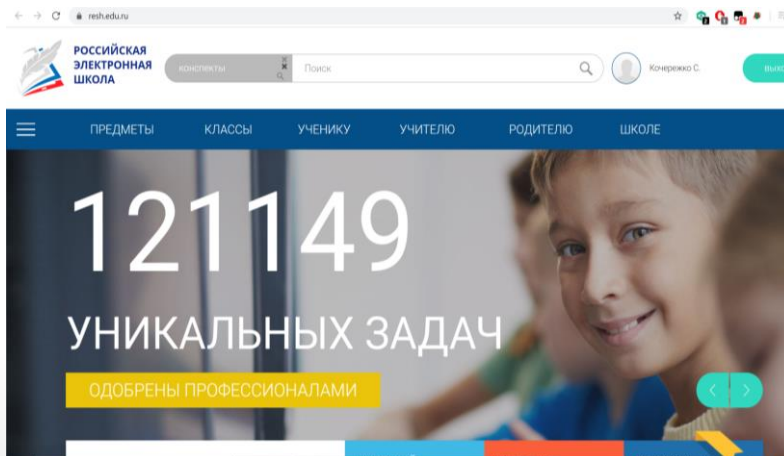 resh.edu.ru
РОССИЙСКАЯ
ЭЛЕКТРОННАЯ
ШКОЛА
КОНСПЕКТЫ
Поиск
Кочережко С.
ПРЕДМЕТЫ
КЛАССЫ
УЧЕНИКУ
УЧИТЕЛЮ
РОДИТЕЛЮ
ШКОЛЕ
121149
УНИКАЛЬНЫХ ЗАДАЧ
ОДОБРЕНЫ ПРОФЕССИОНАЛАМИ